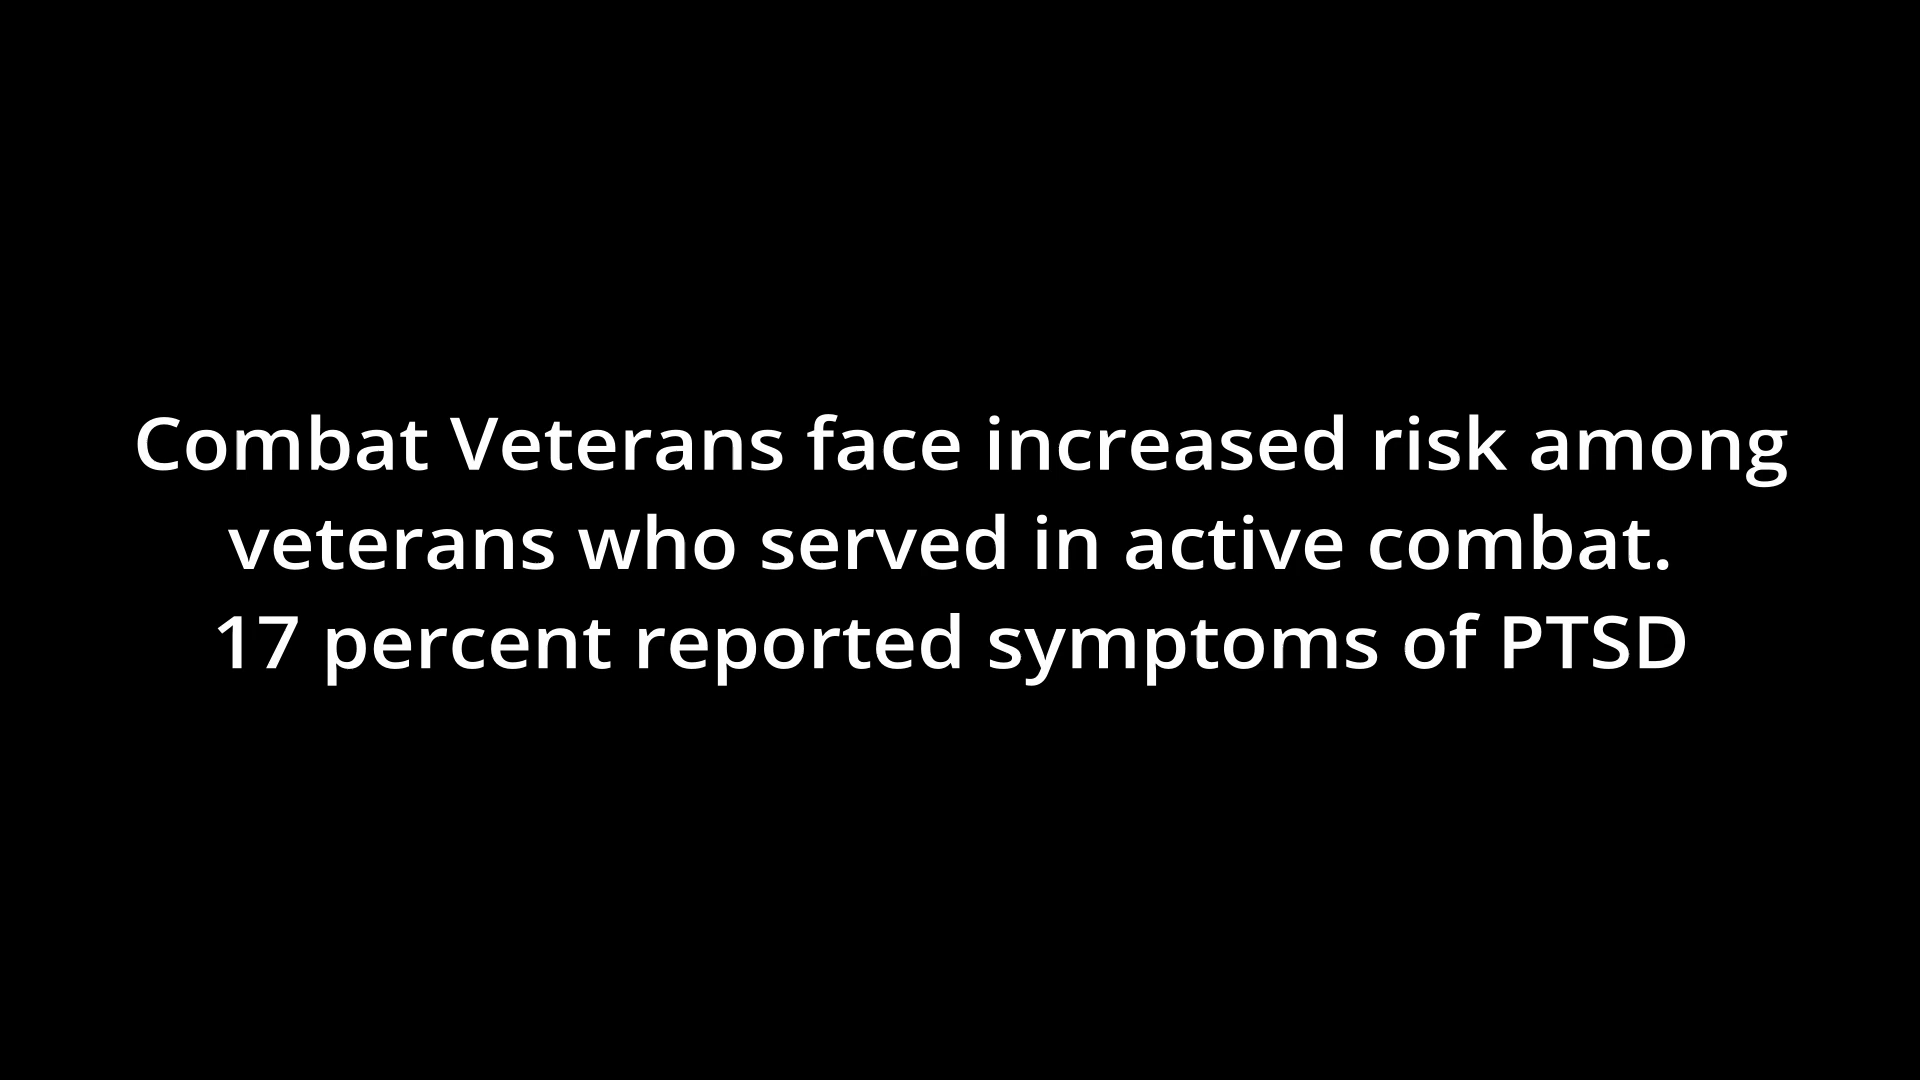 Combat Veterans face increased risk among
veterans who served in active combat.
17 percent reported symptoms of PTSD